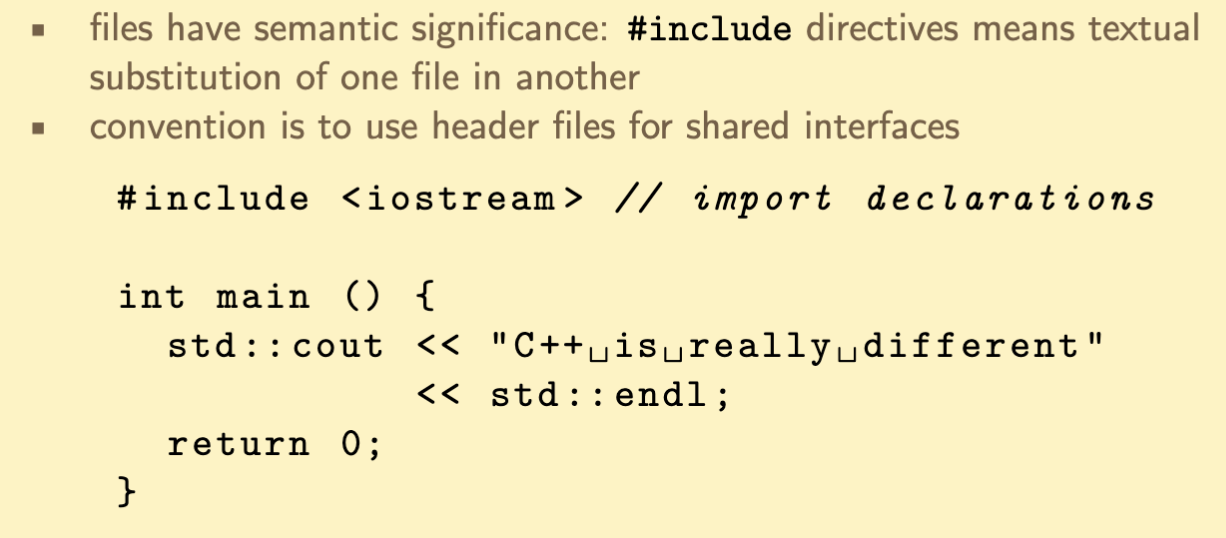 ▪ files have semantic significance: #include directives means textual
substitution of one file in another
▪ convention is to use header files for shared interfaces
#include <iostream> // import declarations
int main () {
  std::cout << "C++␣is␣really␣different"
            << std::endl;
  return 0;
}